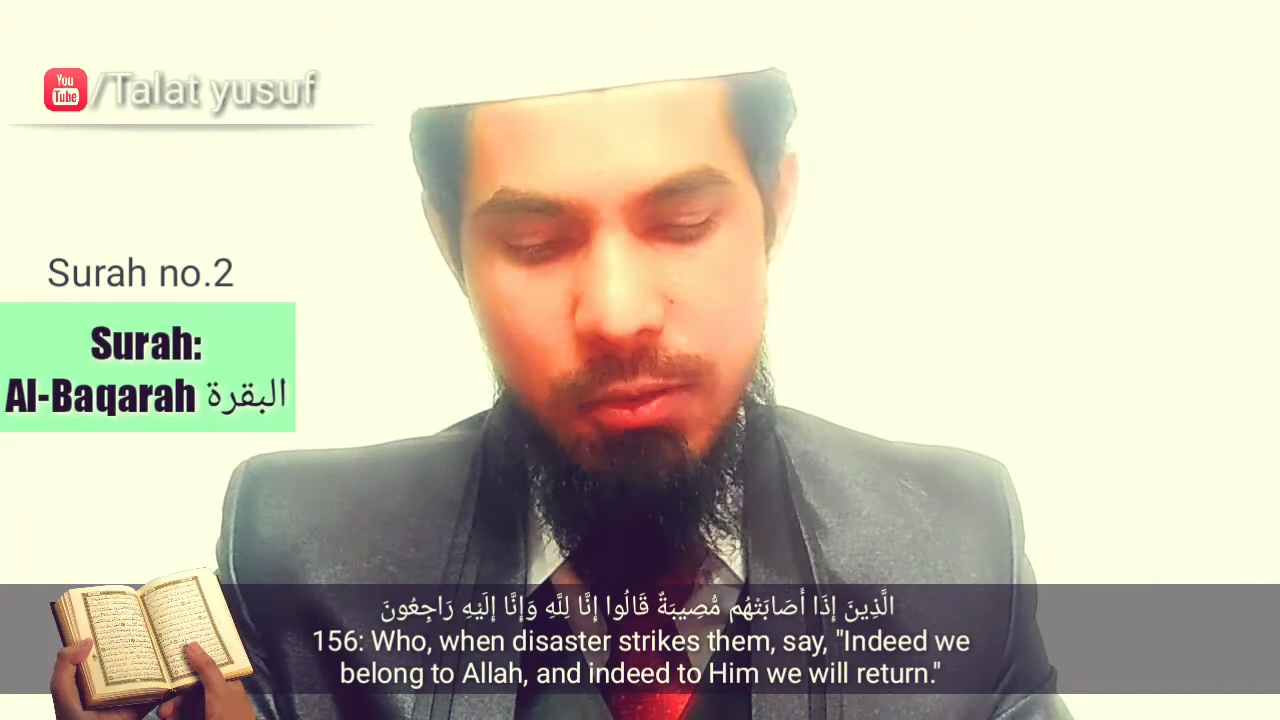 You
Tube
/Talat yusuf
Surah no.2
Surah:
Al-Baqarah البقرة
الَّذِينَ إِذَا أَصَابَتْهُم مُّصِيبَةٌ قَالُوا إِنَّا لِلَّهِ وَإِنَّا إِلَيْهِ رَاجِعُونَ
156: Who, when disaster strikes them, say, "Indeed we
belong to Allah, and indeed to Him we will return."